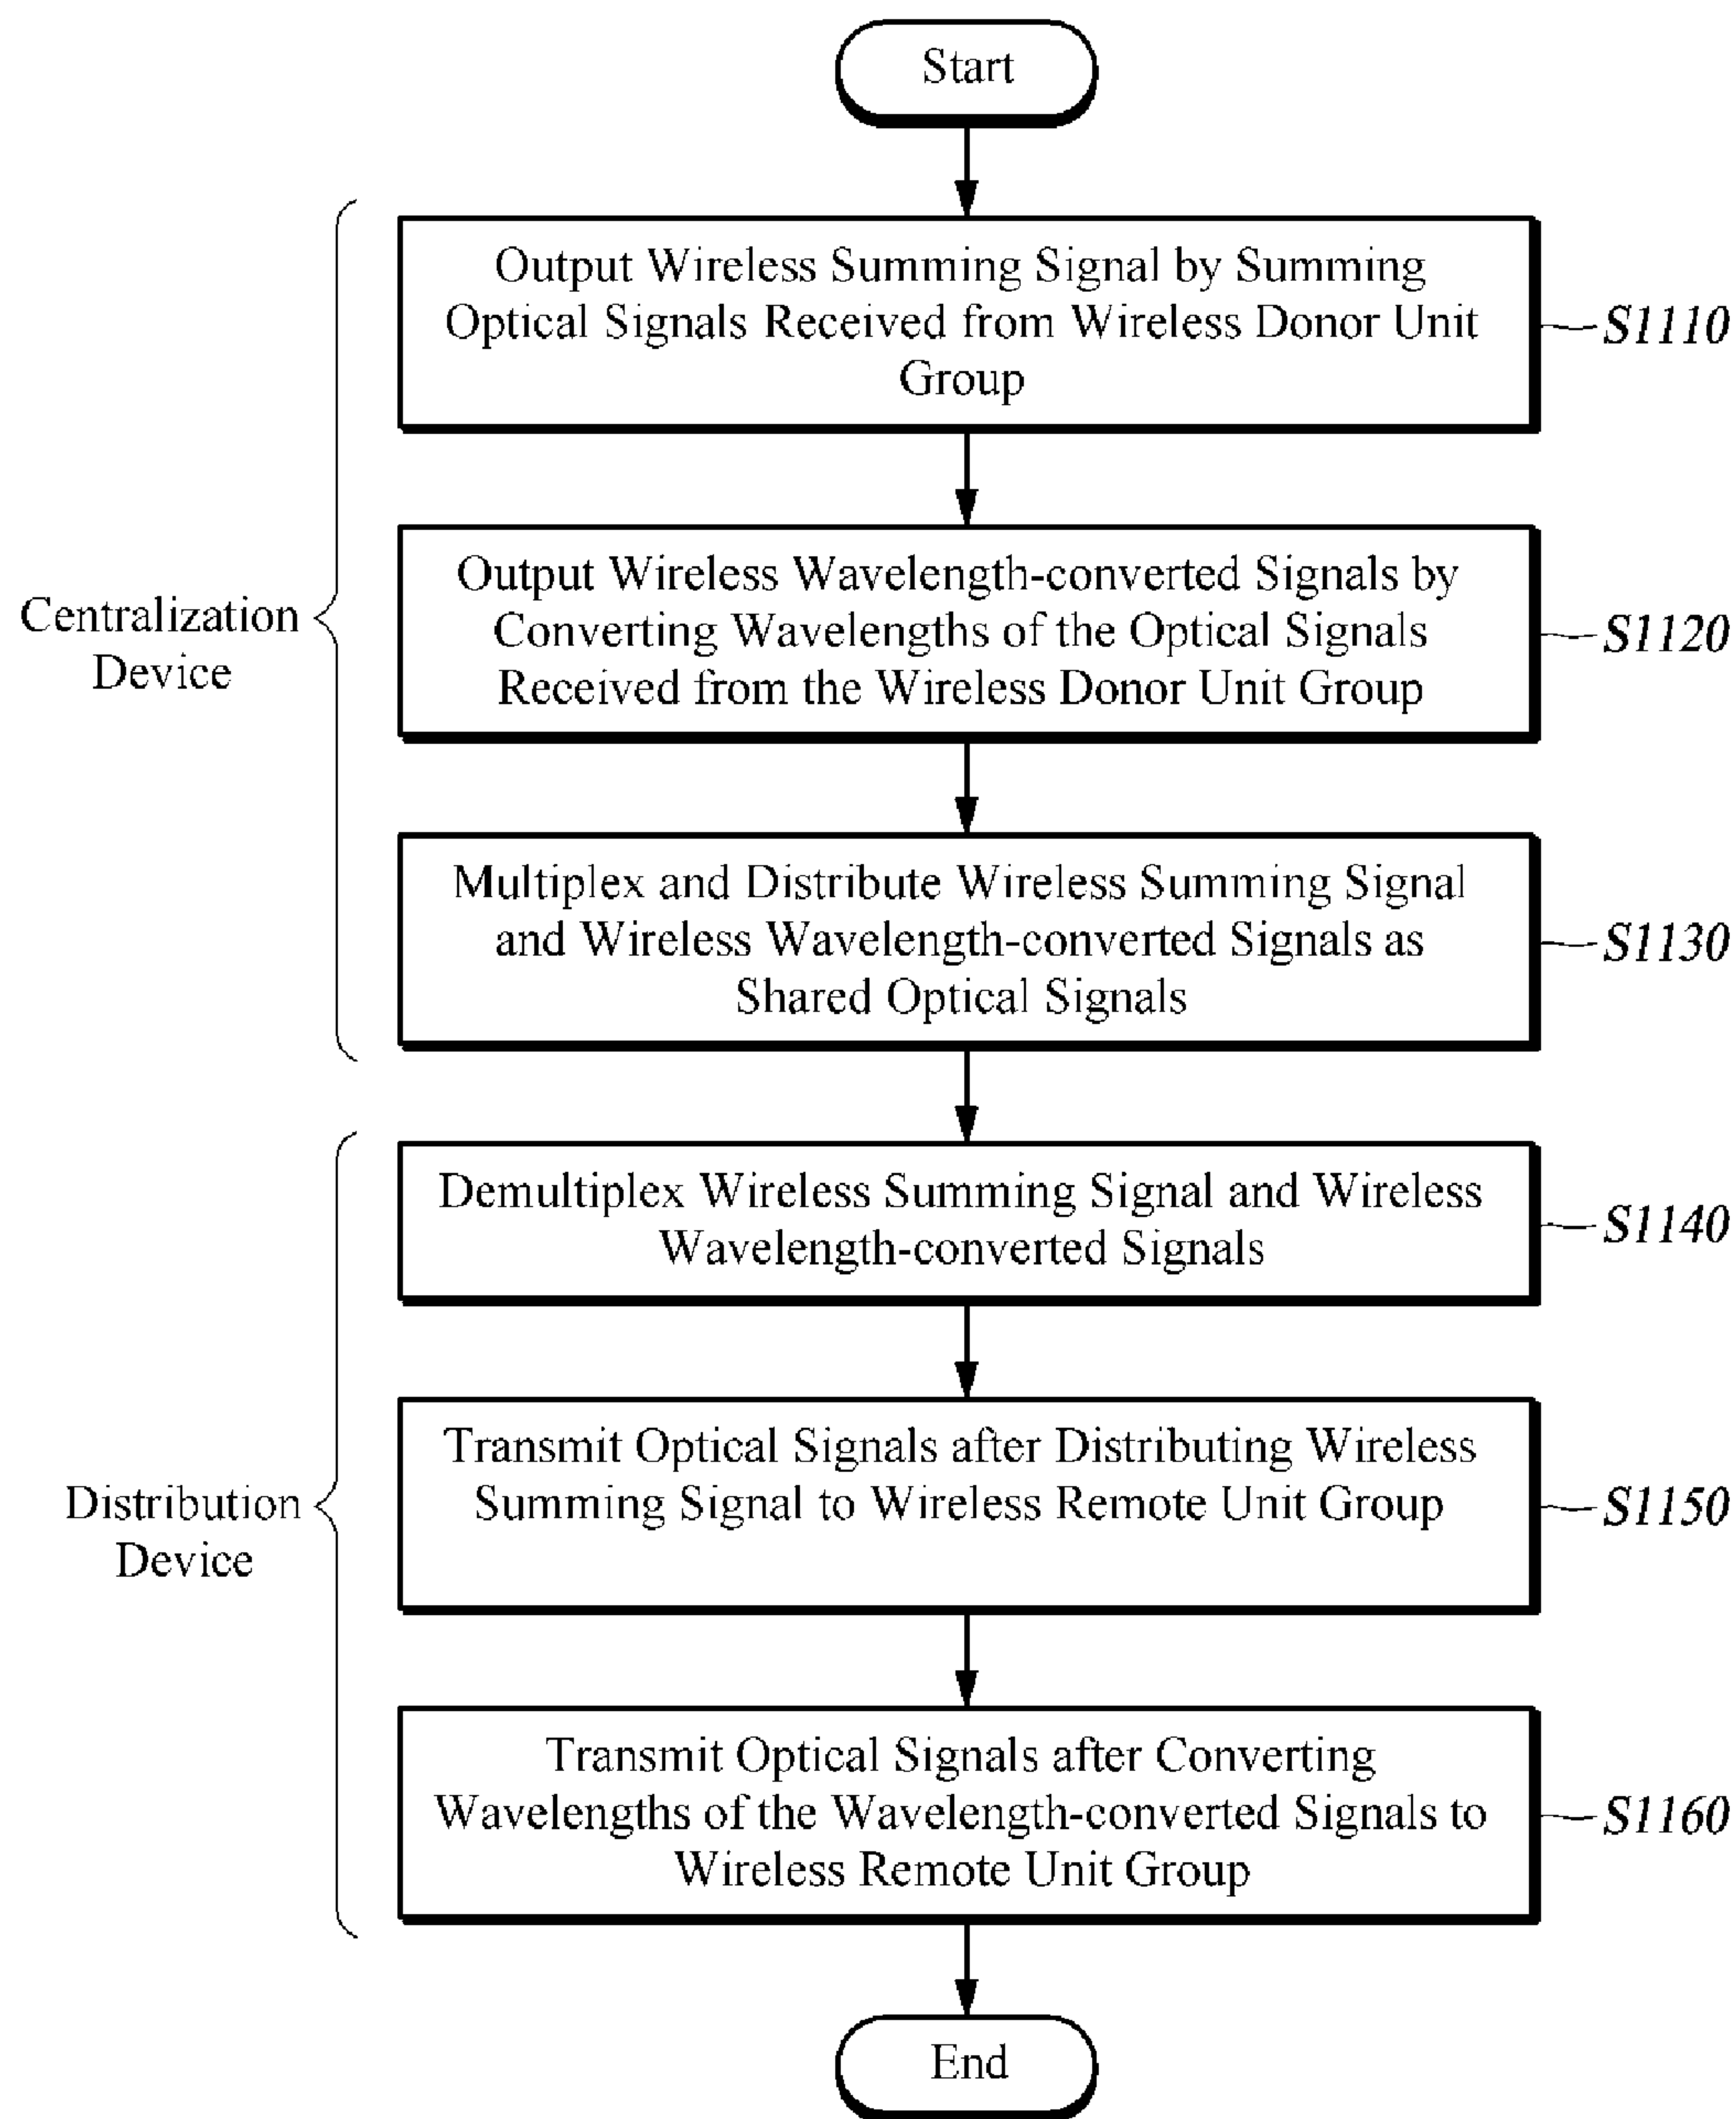 Start
Output Wireless Summing Signal by Summing
Optical Signals Received from Wireless Donor Unit
Group
S1110
Output Wireless Wavelength-converted Signals by
Converting Wavelengths of the Optical Signals
Received from the Wireless Donor Unit Group
S1120
Centralization
Device
Multiplex and Distribute Wireless Summing Signal
and Wireless Wavelength-converted Signals as
Shared Optical Signals
S1130
Demultiplex Wireless Summing Signal and Wireless
Wavelength-converted Signals
S1140
Transmit Optical Signals after Distributing Wireless
Summing Signal to Wireless Remote Unit Group
S1150
Distribution
Device
Transmit Optical Signals after Converting
Wavelengths of the Wavelength-converted Signals to
Wireless Remote Unit Group
S1160
End